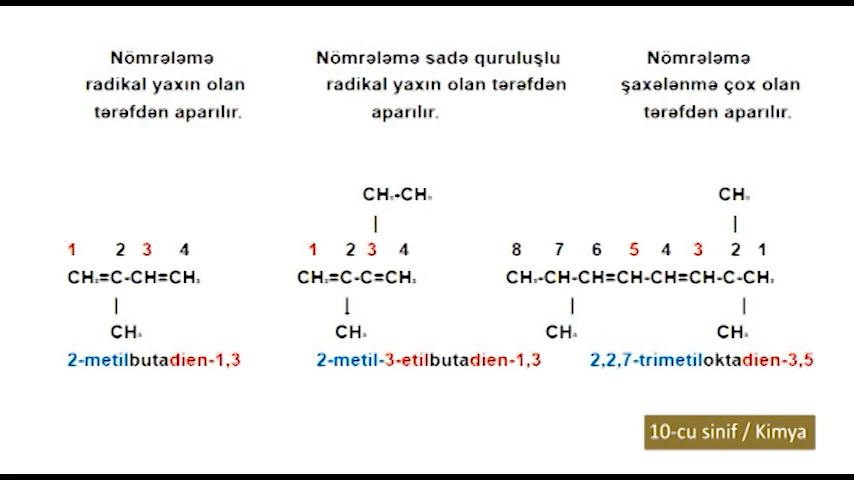 Nömrələmə
radikal yaxın olan
tərəfdən aparılır.
Nömrələmə sadə quruluşlu
radikal yaxın olan tərəfdən
aparılır.
Nömrələmə
şaxələnmə çox olan
tərəfdən aparılır.
1 2 3 4
CH₂=C-CH=CH₂
|
CH₃
2-metilbutadien-1,3
CH₂-CH₃
|
1 2 3 4
CH₂=C-C=CH₂
|
CH₃
2-metil-3-etilbutadien-1,3
CH₃
|
8 7 6 5 4 3 2 1
CH₃-CH-CH=CH-CH=CH-C-CH₃
| |
CH₃ CH₃
2,2,7-trimetiloktadien-3,5
10-cu sinif / Kimya